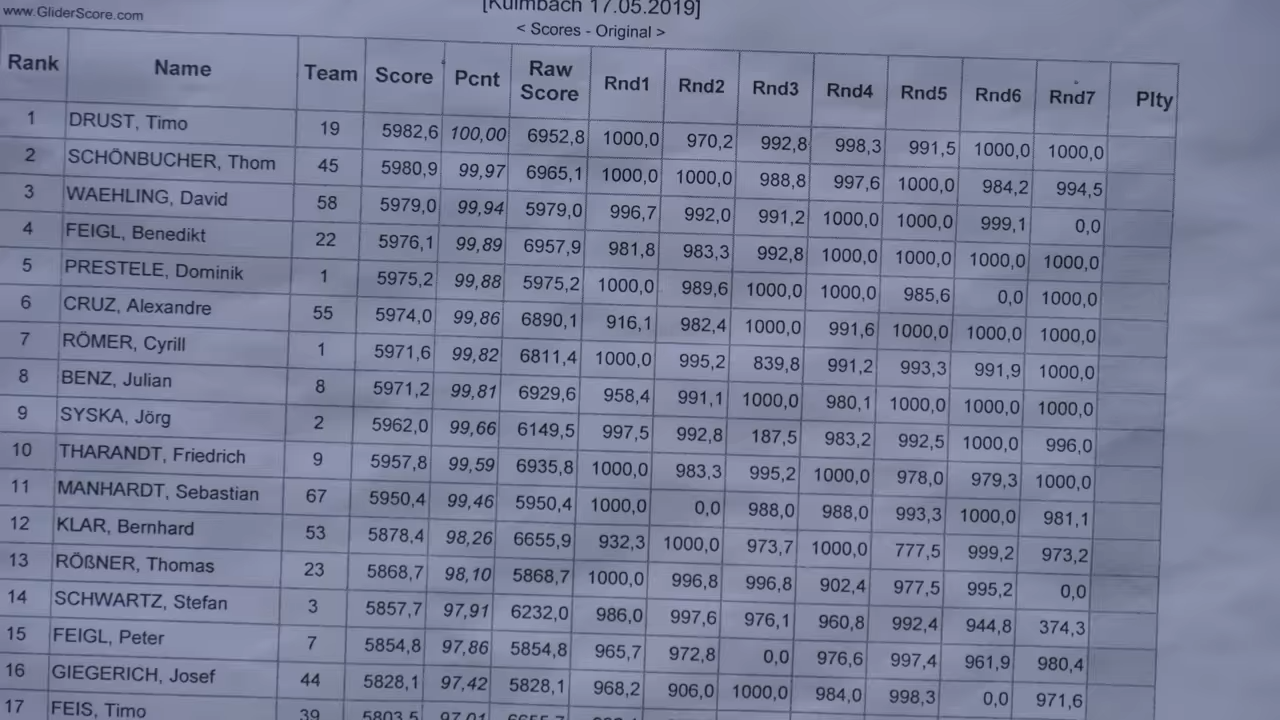 www.GliderScore.com
[Kulmbach 17.05.2019]
< Scores - Original >
Rank Name Team Score Pcnt Raw Score Rnd1 Rnd2 Rnd3 Rnd4 Rnd5 Rnd6 Rnd7 Plty
1 DRUST, Timo 19 5982,6 100,00 6952,8 1000,0 970,2 992,8 998,3 991,5 1000,0 1000,0
2 SCHÖNBUCHER, Thom 45 5980,9 99,97 6965,1 1000,0 1000,0 988,8 997,6 1000,0 984,2 994,5
3 WAEHLING, David 58 5979,0 99,94 5979,0 996,7 992,0 991,2 1000,0 1000,0 999,1 0,0
4 FEIGL, Benedikt 22 5976,1 99,89 6957,9 981,8 983,3 992,8 1000,0 1000,0 1000,0 1000,0
5 PRESTELE, Dominik 1 5975,2 99,88 5975,2 1000,0 989,6 1000,0 1000,0 985,6 0,0 1000,0
6 CRUZ, Alexandre 55 5974,0 99,86 6890,1 916,1 982,4 1000,0 991,6 1000,0 1000,0 1000,0
7 RÖMER, Cyrill 1 5971,6 99,82 6811,4 1000,0 995,2 839,8 991,2 993,3 991,9 1000,0
8 BENZ, Julian 8 5971,2 99,81 6929,6 958,4 991,1 1000,0 980,1 1000,0 1000,0 1000,0
9 SYSKA, Jörg 2 5962,0 99,66 6149,5 997,5 992,8 187,5 983,2 992,5 1000,0 996,0
10 THARANDT, Friedrich 9 5957,8 99,59 6935,8 1000,0 983,3 995,2 1000,0 978,0 979,3 1000,0
11 MANHARDT, Sebastian 67 5950,4 99,46 5950,4 1000,0 0,0 988,0 988,0 993,3 1000,0 981,1
12 KLAR, Bernhard 53 5878,4 98,26 6655,9 932,3 1000,0 973,7 1000,0 777,5 999,2 973,2
13 RÖßNER, Thomas 23 5868,7 98,10 5868,7 1000,0 996,8 996,8 902,4 977,5 995,2 0,0
14 SCHWARTZ, Stefan 3 5857,7 97,91 6232,0 986,0 997,6 976,1 960,8 992,4 944,8 374,3
15 FEIGL, Peter 7 5854,8 97,86 5854,8 965,7 972,8 0,0 976,6 997,4 961,9 980,4
16 GIEGERICH, Josef 44 5828,1 97,42 5828,1 968,2 906,0 1000,0 984,0 998,3 0,0 971,6
17 FEIS, Timo 39 5803,5 97,01